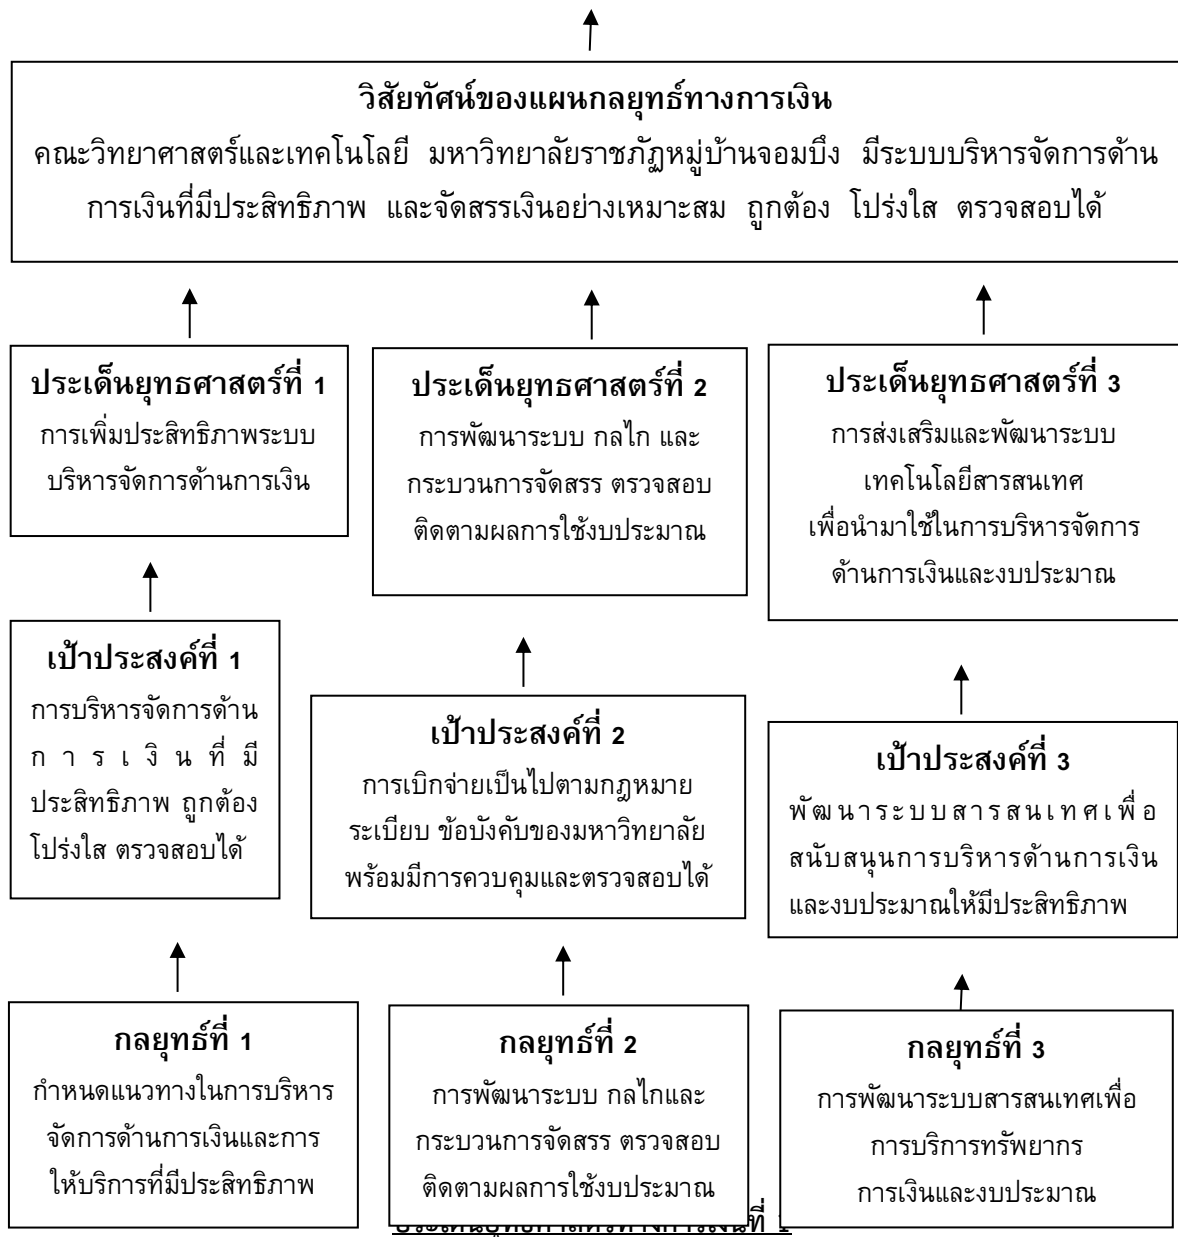 วิสัยทัศน์ของแผนกลยุทธ์ทางการเงิน
คณะวิทยาศาสตร์และเทคโนโลยี มหาวิทยาลัยราชภัฏหมู่บ้านจอมบึง มีระบบบริหารจัดการด้าน
การเงินที่มีประสิทธิภาพ และจัดสรรเงินอย่างเหมาะสม ถูกต้อง โปร่งใส ตรวจสอบได้
ประเด็นยุทธศาสตร์ที่ 1
การเพิ่มประสิทธิภาพระบบ
บริหารจัดการด้านการเงิน
ประเด็นยุทธศาสตร์ที่ 2
การพัฒนาระบบ กลไก และ
กระบวนการจัดสรร ตรวจสอบ
ติดตามผลการใช้งบประมาณ
ประเด็นยุทธศาสตร์ที่ 3
การส่งเสริมและพัฒนาระบบ
เทคโนโลยีสารสนเทศ
เพื่อนำมาใช้ในการบริหารจัดการ
ด้านการเงินและงบประมาณ
เป้าประสงค์ที่ 1
การบริหารจัดการด้าน
การเงินที่มี
ประสิทธิภาพ ถูกต้อง
โปร่งใส ตรวจสอบได้
เป้าประสงค์ที่ 2
การเบิกจ่ายเป็นไปตามกฎหมาย
ระเบียบ ข้อบังคับของมหาวิทยาลัย
พร้อมมีการควบคุมและตรวจสอบได้
เป้าประสงค์ที่ 3
พัฒนาระบบสารสนเทศเพื่อ
สนับสนุนการบริหารด้านการเงิน
และงบประมาณให้มีประสิทธิภาพ
กลยุทธ์ที่ 1
กำหนดแนวทางในการบริหาร
จัดการด้านการเงินและการ
ให้บริการที่มีประสิทธิภาพ
กลยุทธ์ที่ 2
การพัฒนาระบบ กลไกและ
กระบวนการจัดสรร ตรวจสอบ
ติดตามผลการใช้งบประมาณ
กลยุทธ์ที่ 3
การพัฒนาระบบสารสนเทศเพื่อ
การบริการทรัพยากร
การเงินและงบประมาณ